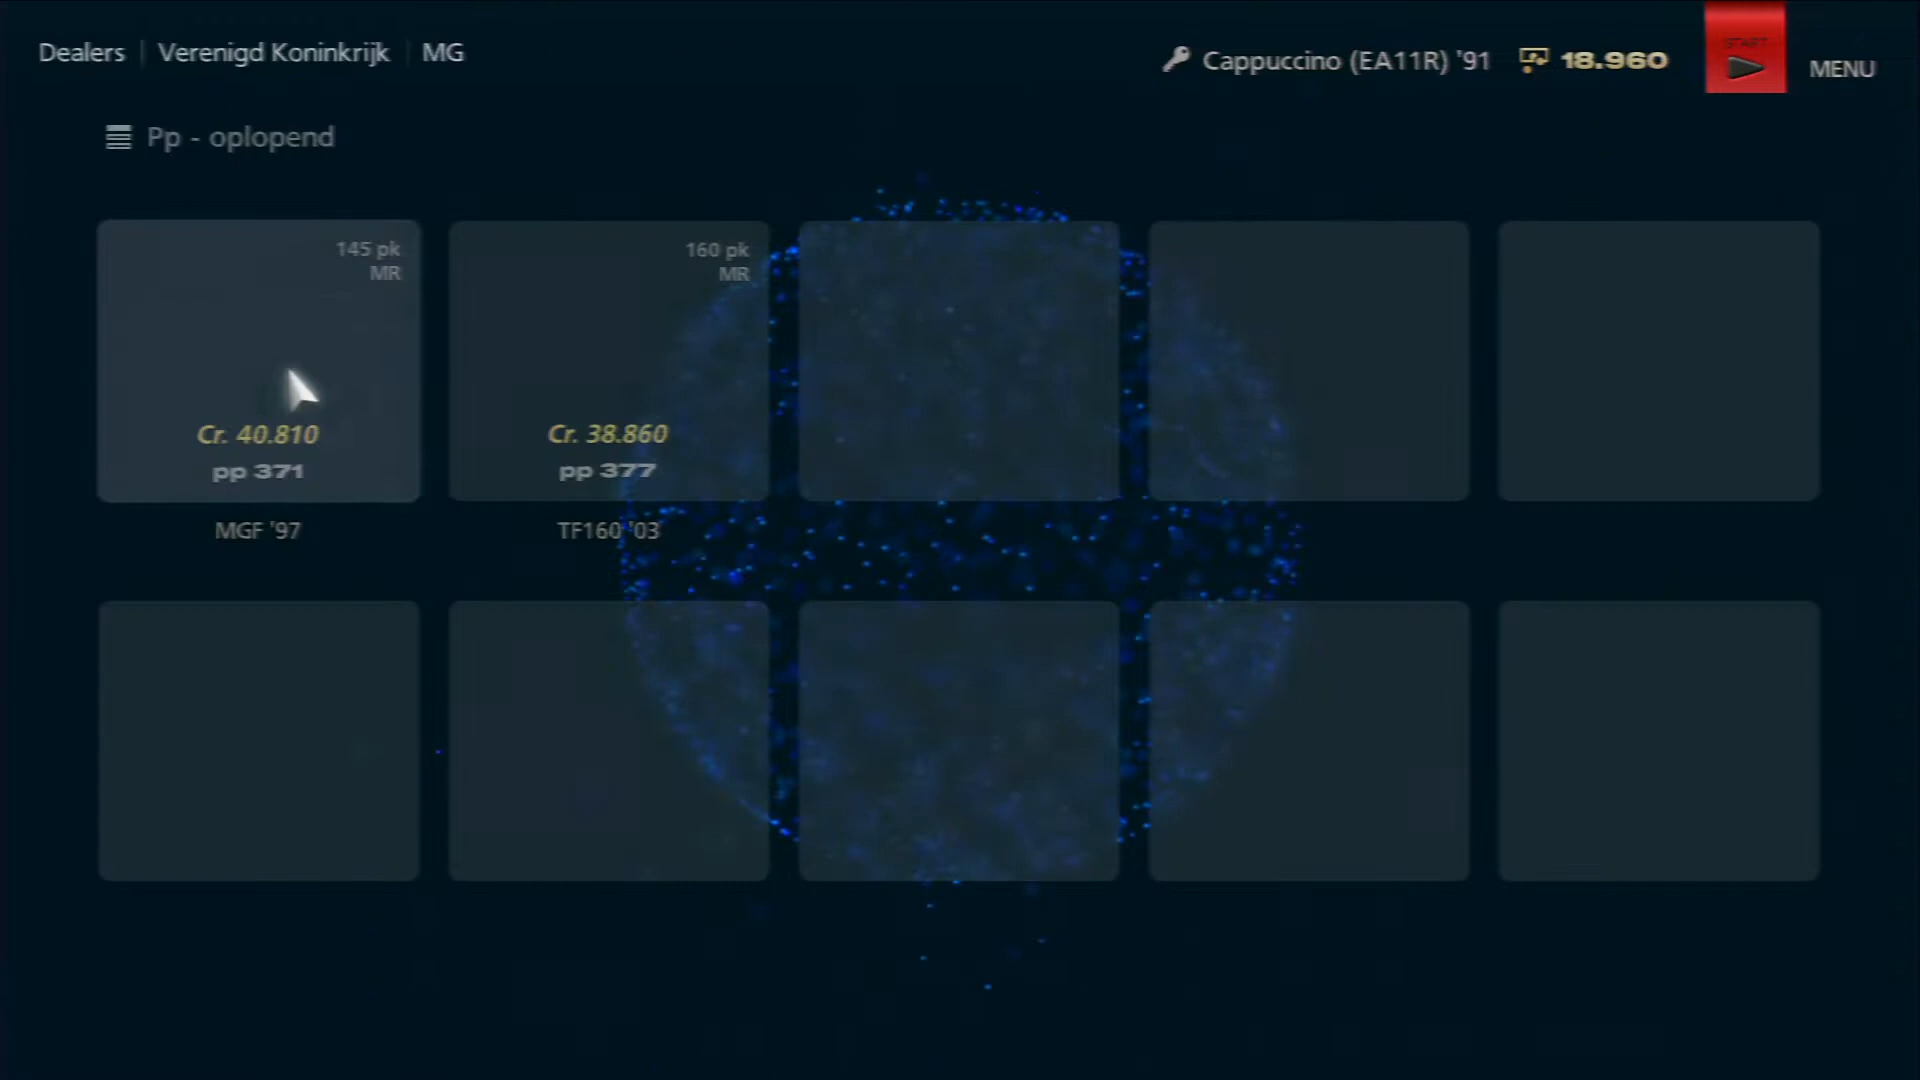 Dealers Verenigd Koninkrijk MG
Cappuccino (EA11R) '91 18.960
START
MENU
Pp - oplopend
145 pk
MR
Cr. 40.810
pp 371
MGF '97
160 pk
MR
Cr. 38.860
pp 377
TF160 '03